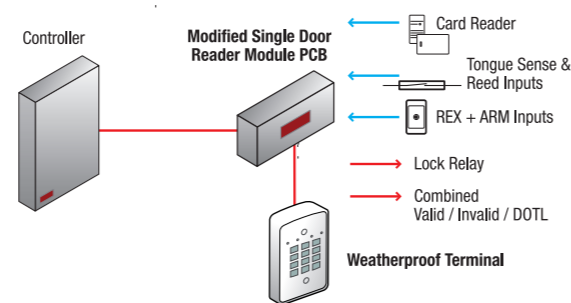 Controller
Modified Single Door
Reader Module PCB
Card Reader
Tongue Sense &
Reed Inputs
REX + ARM Inputs
Lock Relay
Combined
Valid / Invalid / DOTL
Weatherproof Terminal